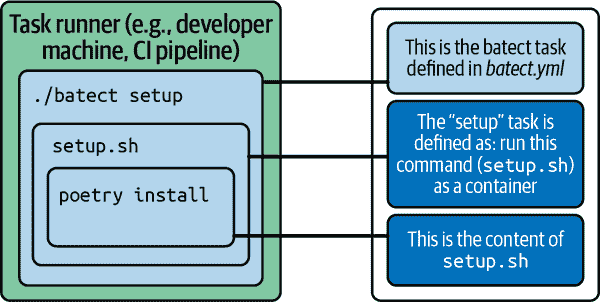 Task runner (e.g., developer
machine, CI pipeline)
./batect setup
setup.sh
poetry install
This is the batect task
defined in batect.yml
The “setup” task is
defined as: run this
command (setup.sh)
as a container
This is the content of
setup.sh